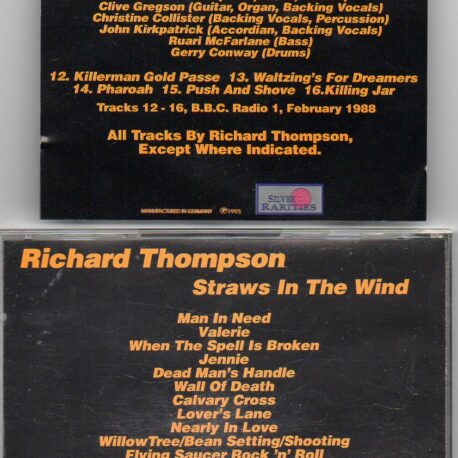 Clive Gregson (Guitar, Organ, Backing Vocals)
Christine Collister (Backing Vocals, Percussion)
John Kirkpatrick (Accordian, Backing Vocals)
Ruari McFarlane (Bass)
Gerry Conway (Drums)
12. Killerman Gold Passe 13. Waltzing's For Dreamers
14. Pharoah 15. Push And Shove 16.Killing Jar
Tracks 12 - 16, B.B.C. Radio 1, February 1988
All Tracks By Richard Thompson,
Except Where Indicated.
MANUFACTURED IN GERMANY ℗1995
SILVER
RARITIES
Richard Thompson
Straws In The Wind
Man In Need
Valerie
When The Spell Is Broken
Jennie
Dead Man's Handle
Wall Of Death
Calvary Cross
Lover's Lane
Nearly In Love
WillowTree/Bean Setting/Shooting
Flying Saucer Rock 'n' Roll